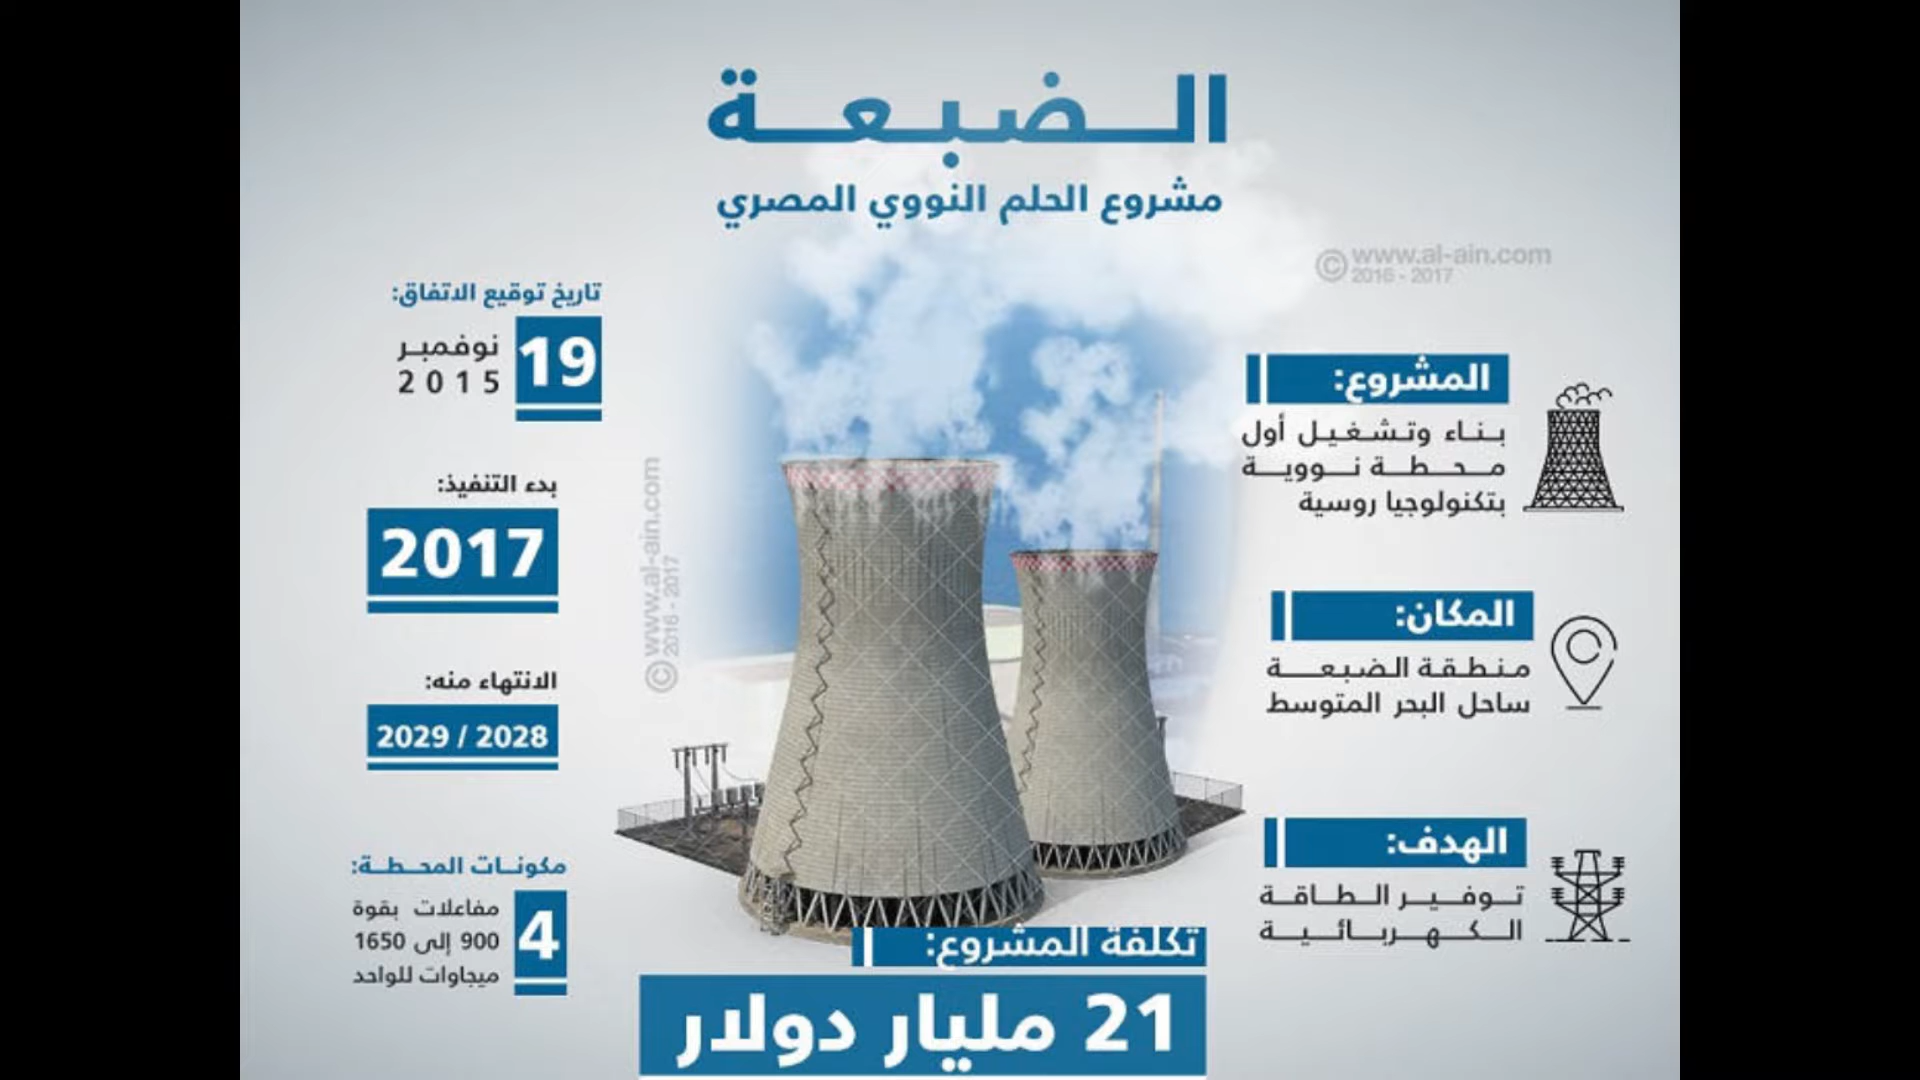 الضبعة
مشروع الحلم النووي المصري
© www.al-ain.com
2016 - 2017
المشروع:
بناء وتشغيل أول
محطة نووية
بتكنولوجيا روسية
المكان:
منطقة الضبعة
ساحل البحر المتوسط
الهدف:
توفير الطاقة
الكهربائية
تاريخ توقيع الاتفاق:
19
نوفمبر
2015
بدء التنفيذ:
2017
الانتهاء منه:
2029 / 2028
مكونات المحطة:
4
مفاعلات بقوة
900 إلى 1650
ميجاوات للواحد
© www.al-ain.com
2016 - 2017
تكلفة المشروع:
21 مليار دولار